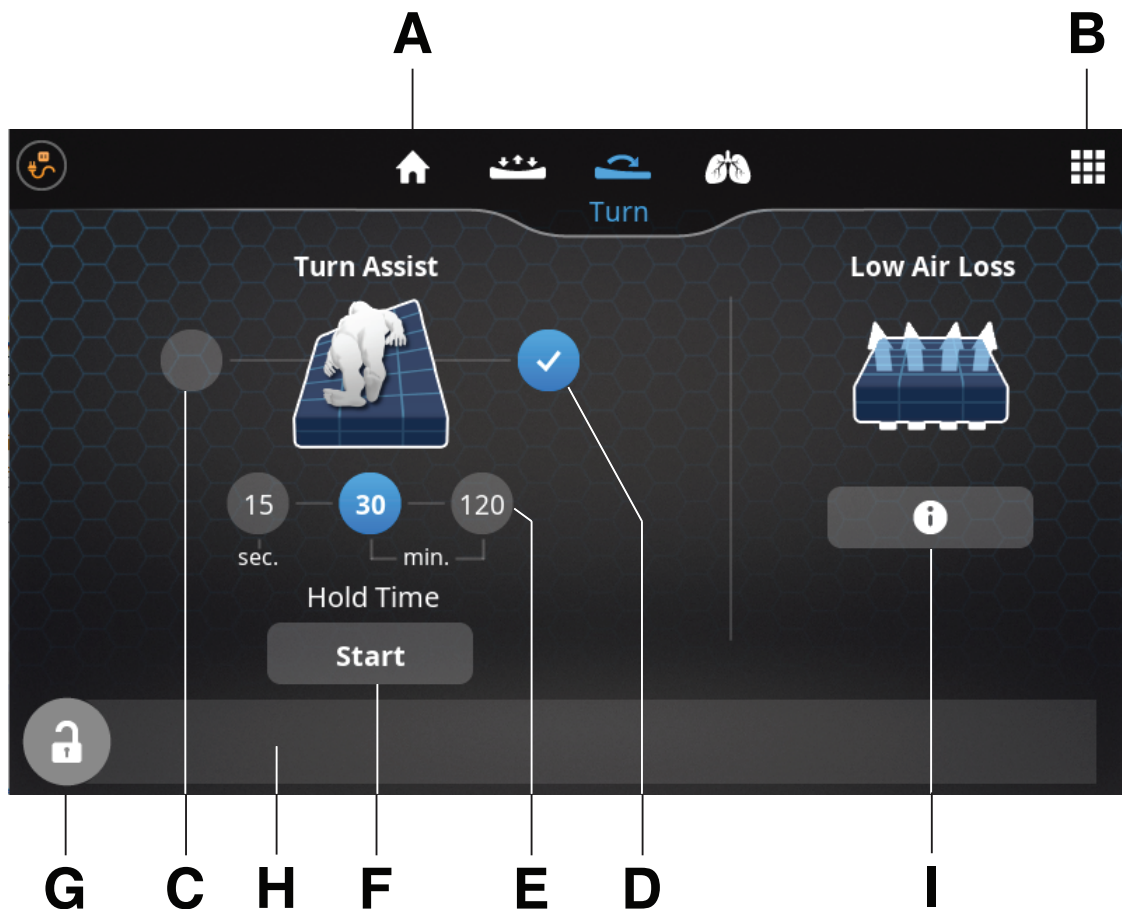 A B
Turn
Turn Assist
Low Air Loss
15 30 120
sec. min.
Hold Time
Start
G C H F E D I